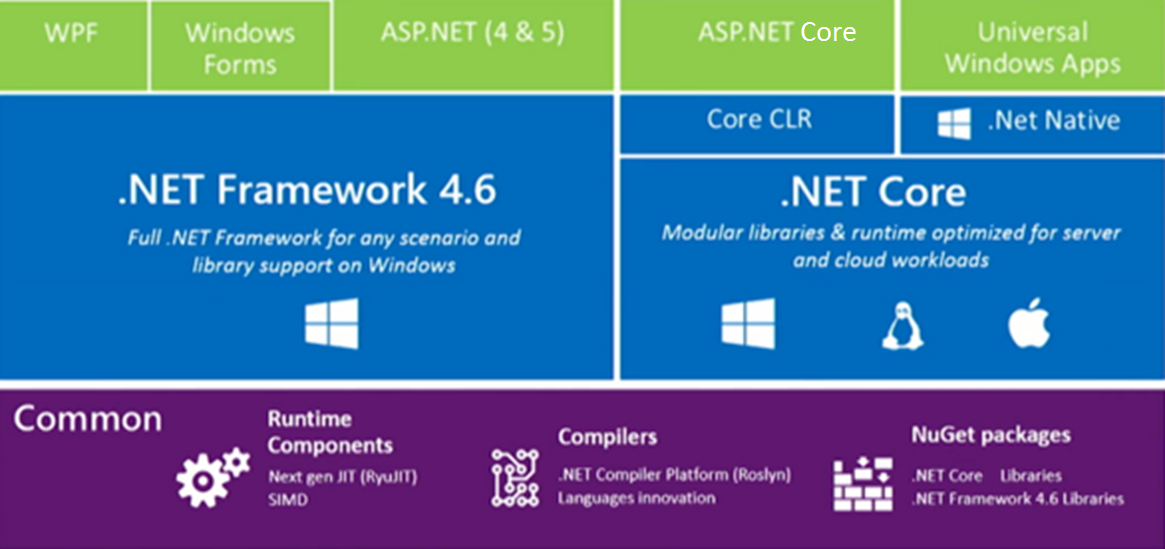 WPF
Windows
Forms
ASP.NET (4 & 5)
ASP.NET Core
Universal
Windows Apps
Core CLR
.Net Native
.NET Framework 4.6
Full .NET Framework for any scenario and
library support on Windows
.NET Core
Modular libraries & runtime optimized for server
and cloud workloads
Common
Runtime
Components
Next gen JIT (RyuJIT)
SIMD
Compilers
.NET Compiler Platform (Roslyn)
Languages innovation
NuGet packages
.NET Core Libraries
.NET Framework 4.6 Libraries